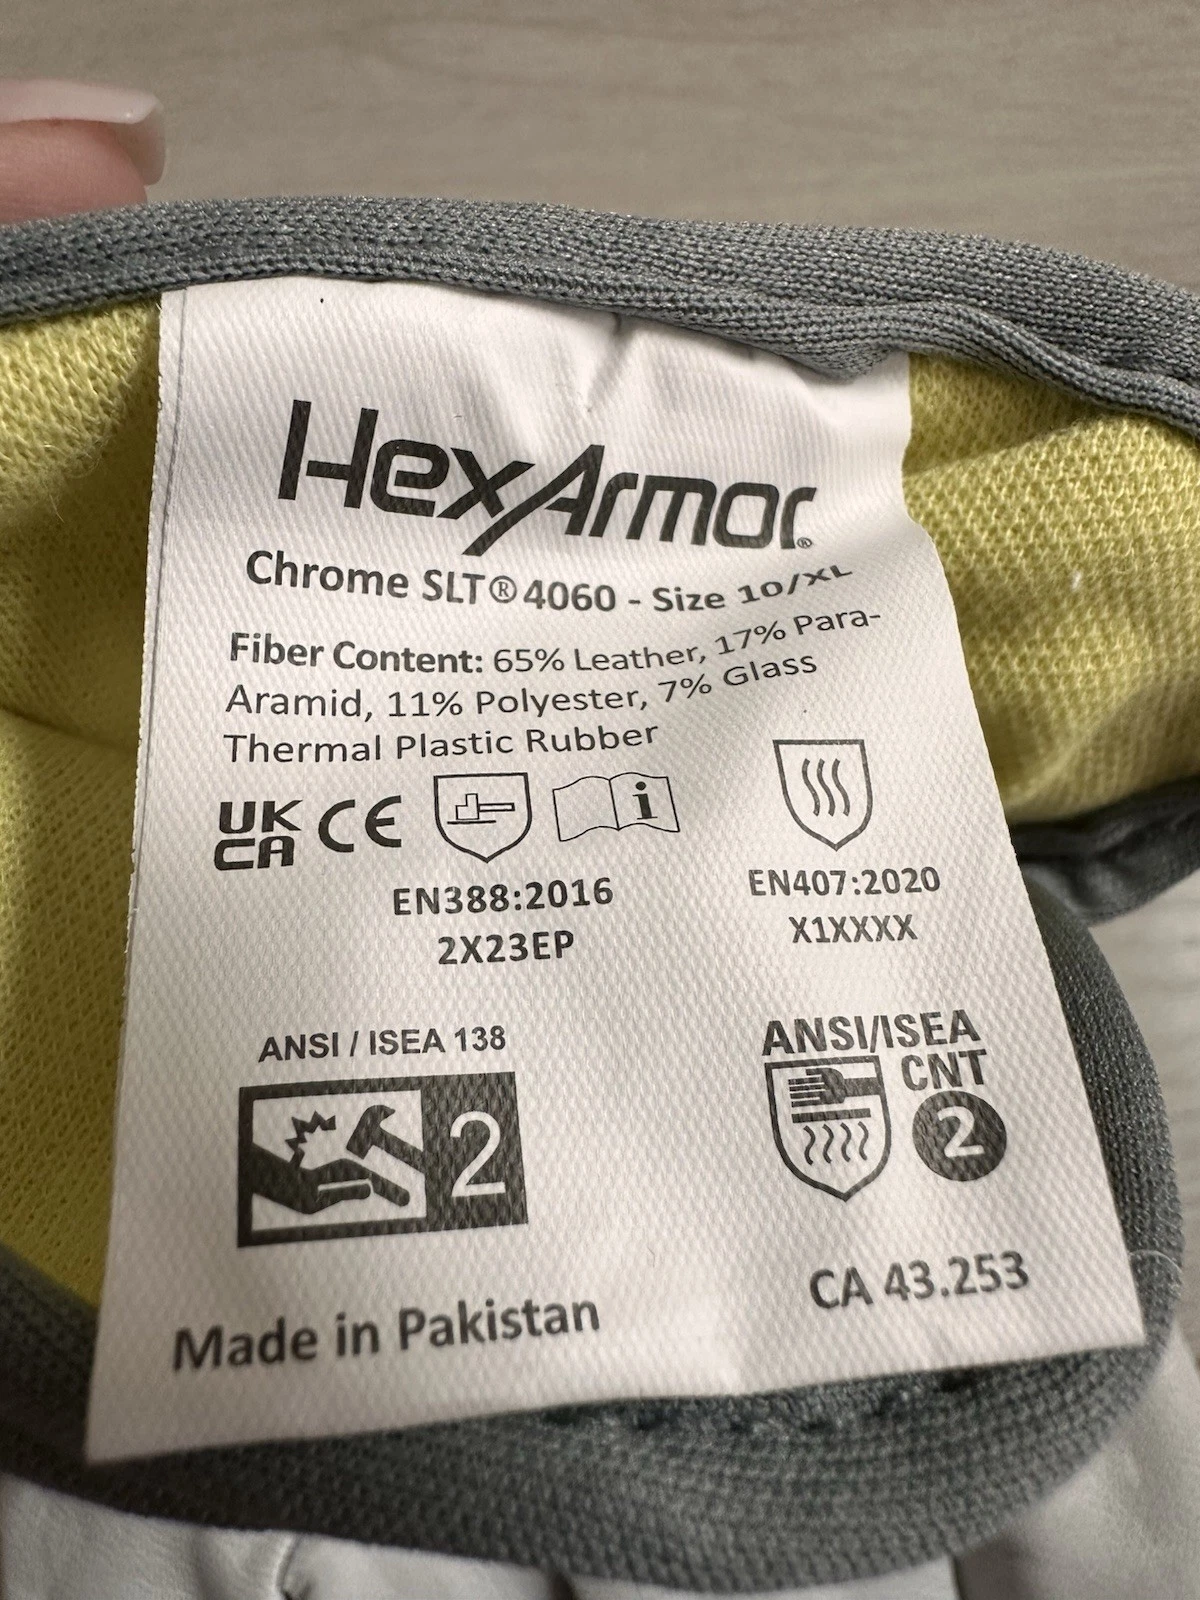 HexArmor®
Chrome SLT®4060 - Size 10/XL
Fiber Content: 65% Leather, 17% Para-
Aramid, 11% Polyester, 7% Glass
Thermal Plastic Rubber
UK
CA CE i
EN388:2016
2X23EP
EN407:2020
X1XXXX
ANSI / ISEA 138
2
ANSI/ISEA
CNT
2
CA 43.253
Made in Pakistan